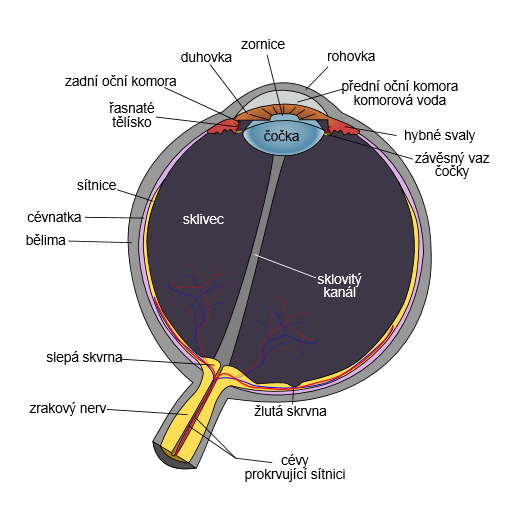 zornice
duhovka
rohovka
zadní oční komora
přední oční komora
komorová voda
řasnaté
tělísko
čočka
hybné svaly
závěsný vaz
čočky
sítnice
cévnatka
sklivec
bělima
sklovitý
kanál
slepá skvrna
zrakový nerv
žlutá skrvna
cévy
prokrvující sítnici